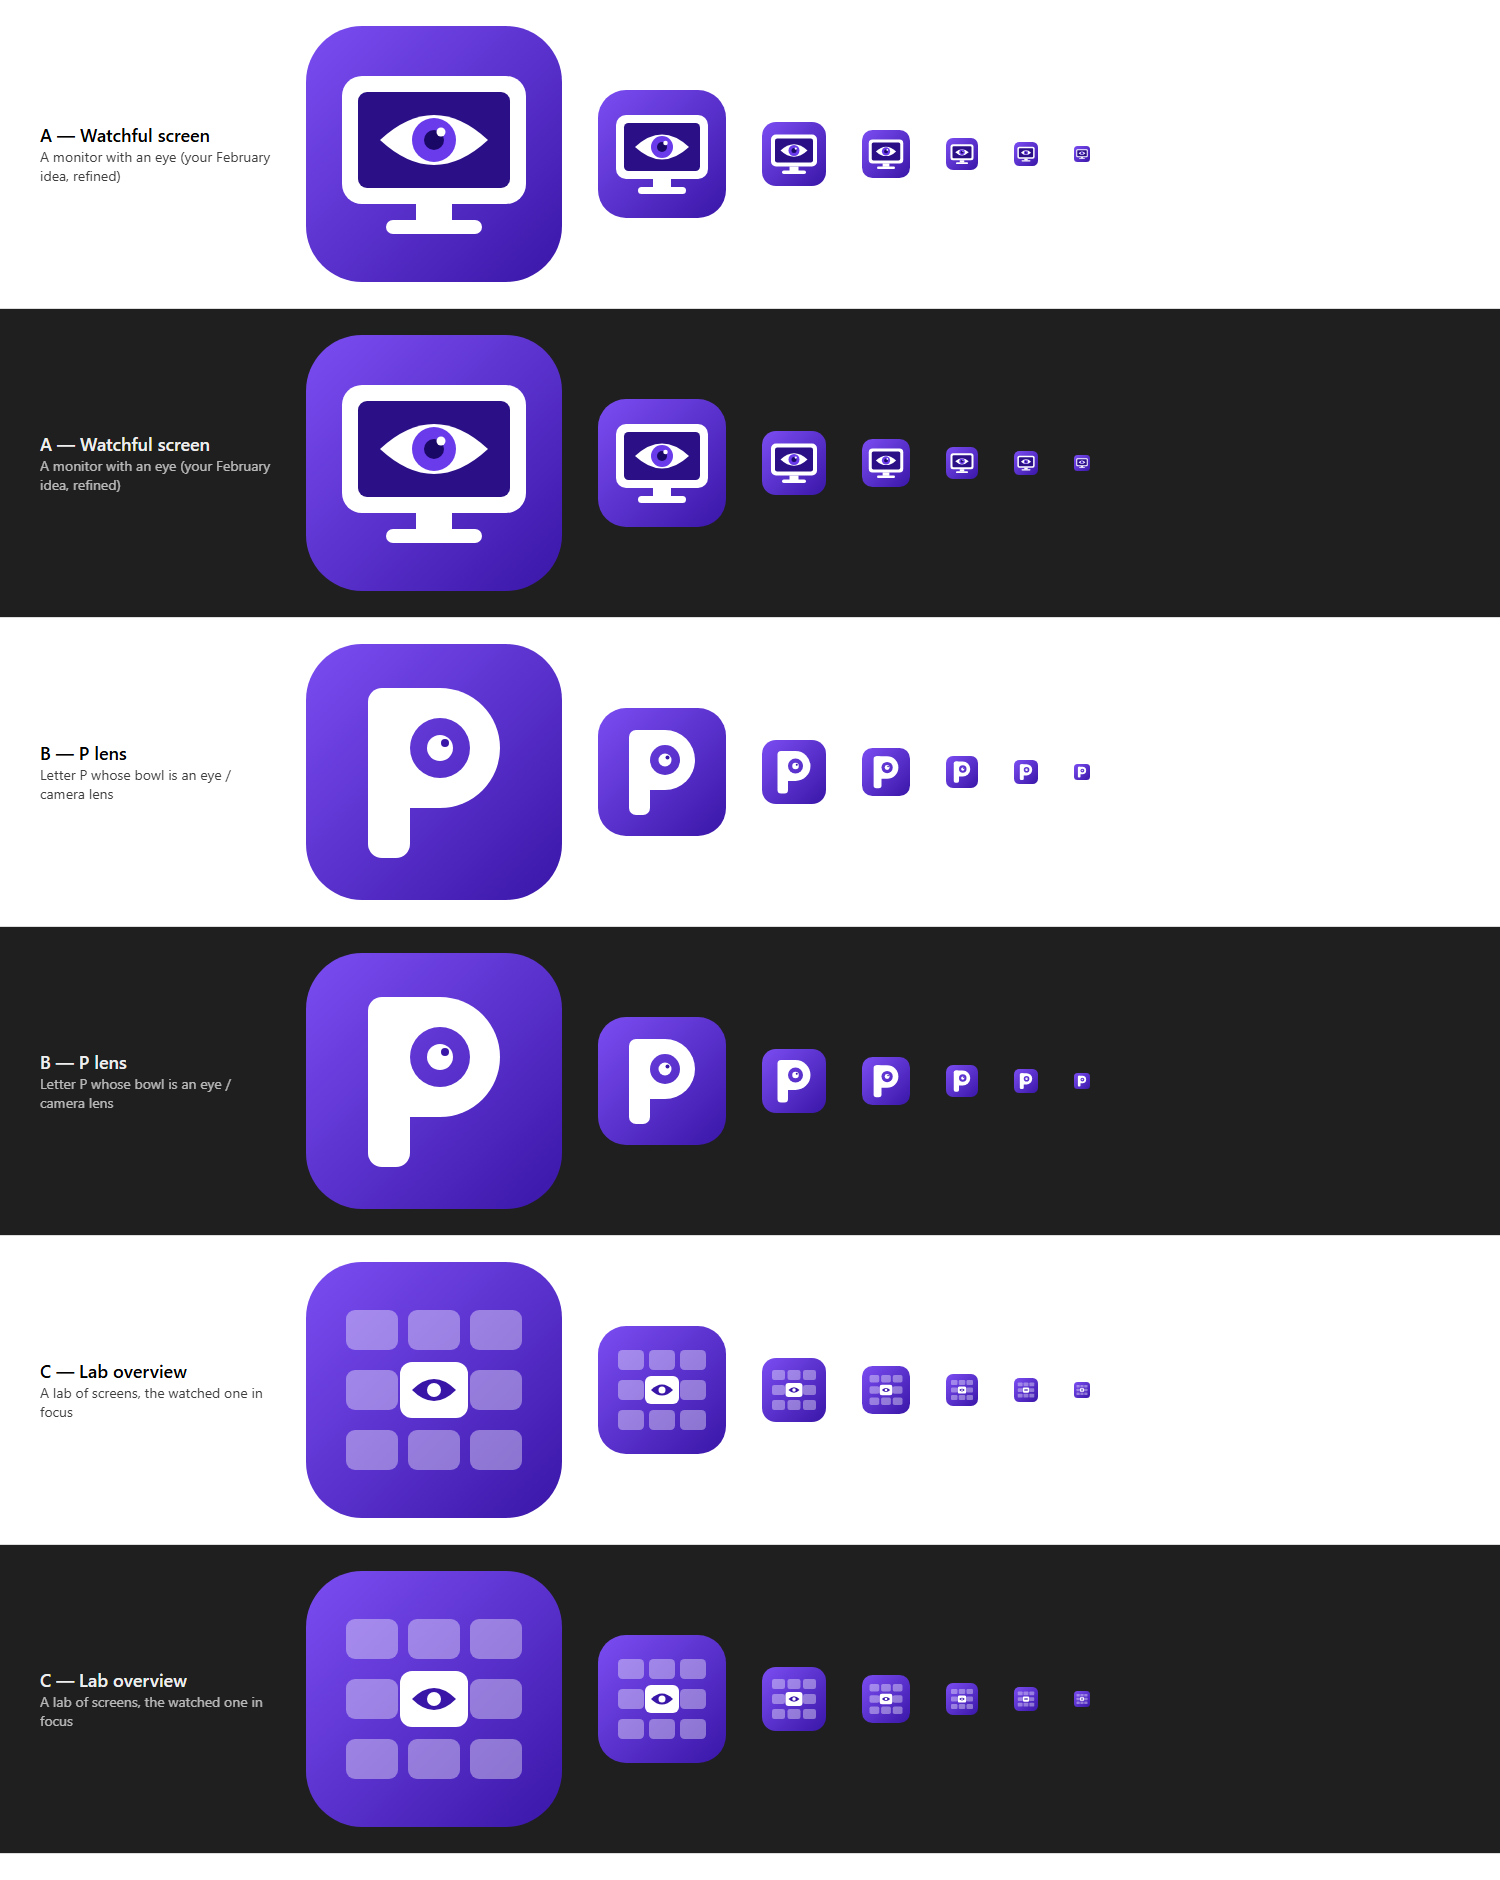 A — Watchful screen
A monitor with an eye (your February
idea, refined)
A — Watchful screen
A monitor with an eye (your February
idea, refined)
B — P lens
Letter P whose bowl is an eye /
camera lens
P
P
P
P
P
P
P
B — P lens
Letter P whose bowl is an eye /
camera lens
P
P
P
P
P
P
P
C — Lab overview
A lab of screens, the watched one in
focus
C — Lab overview
A lab of screens, the watched one in
focus